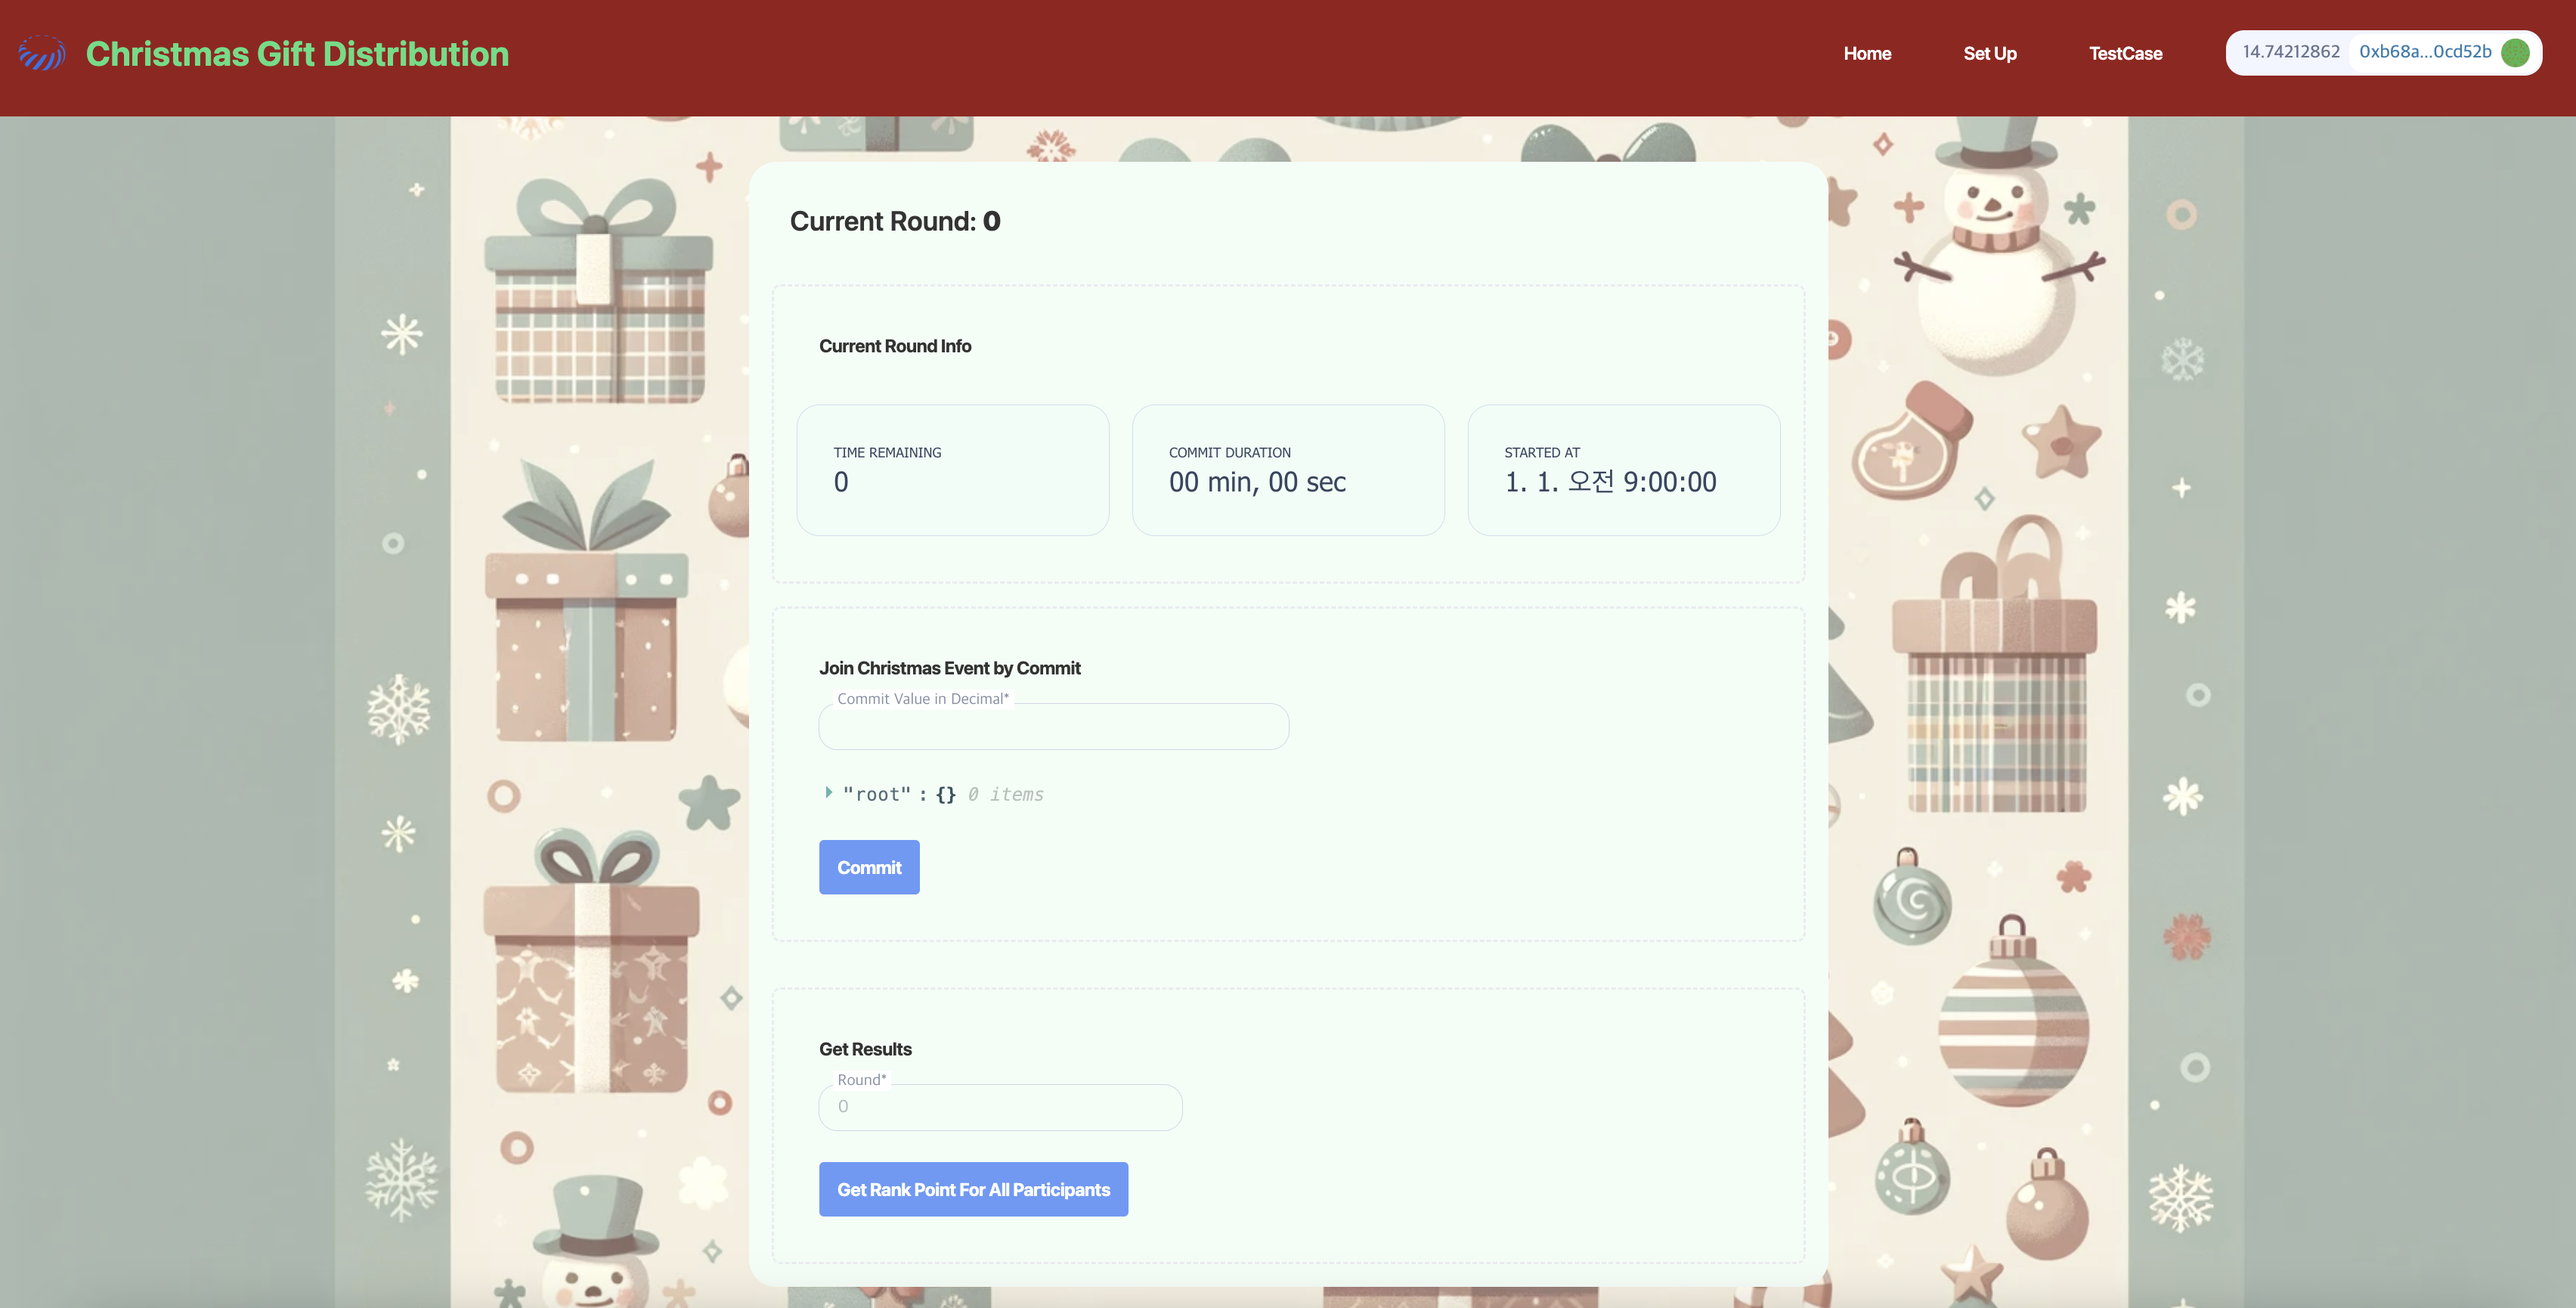 Christmas Gift Distribution
Home
Set Up
TestCase
14.74212862
0xb68a...0cd52b
Current Round: 0
Current Round Info
TIME REMAINING
0
COMMIT DURATION
00 min, 00 sec
STARTED AT
1. 1. 오전 9:00:00
Join Christmas Event by Commit
Commit Value in Decimal*
"root" : {} 0 items
Commit
Get Results
Round*
0
Get Rank Point For All Participants